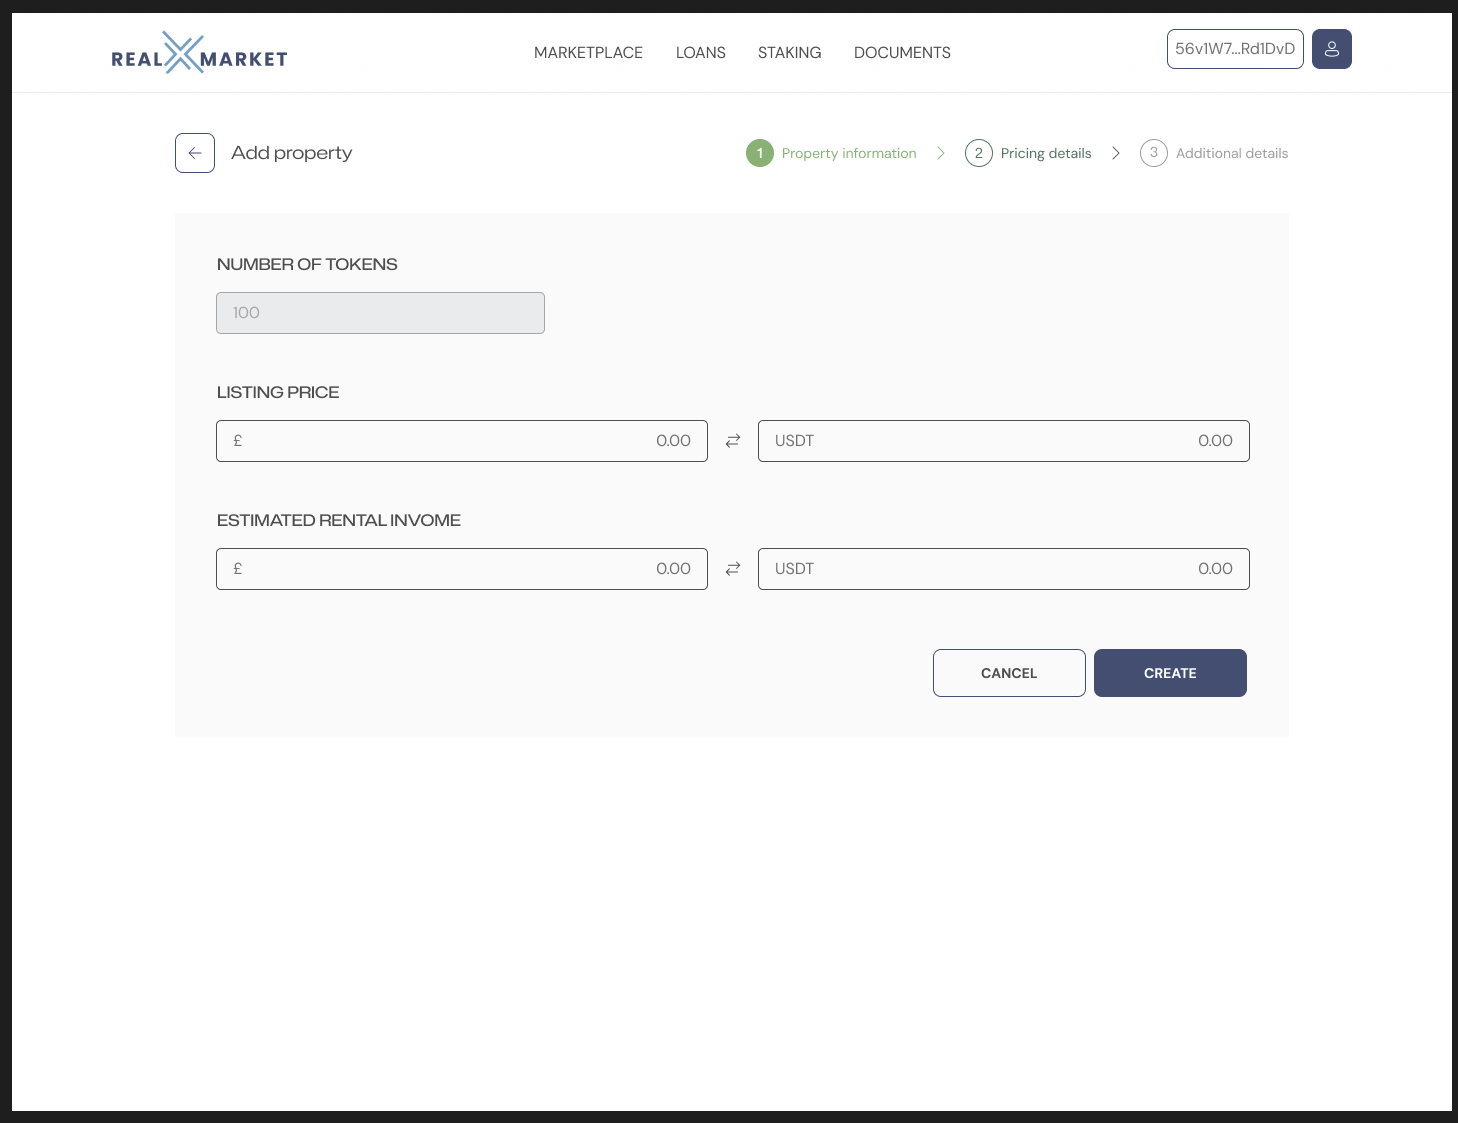 REAL MARKET
MARKETPLACE LOANS STAKING DOCUMENTS
56v1W7...Rd1DvD
Add property
1 Property information
2 Pricing details
3 Additional details
NUMBER OF TOKENS
100
LISTING PRICE
£ 0.00 USDT 0.00
ESTIMATED RENTAL INVOME
£ 0.00 USDT 0.00
CANCEL CREATE